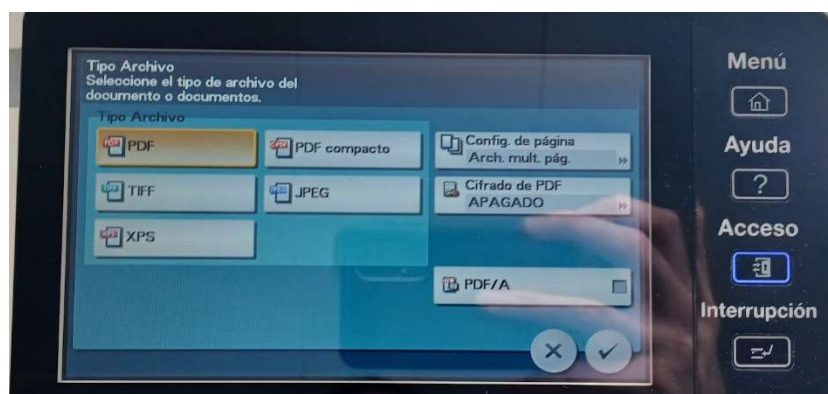 Tipo Archivo
Seleccione el tipo de archivo del
documento o documentos.
Tipo Archivo
PDF
PDF compacto
Config. de página
Arch. mult. pág.
TIFF
JPEG
Cifrado de PDF
APAGADO
XPS
PDF/A
Menú
Ayuda
?
Acceso
Interrupción